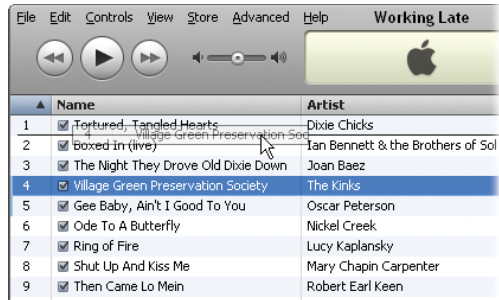 File Edit Controls View Store Advanced Help Working Late
Name Artist
1 Tortured, Tangled Hearts Dixie Chicks
4 Village Green Preservation Soc
2 Boxed In (live) Ian Bennett & the Brothers of Sol
3 The Night They Drove Old Dixie Down Joan Baez
4 Village Green Preservation Society The Kinks
5 Gee Baby, Ain't I Good To You Oscar Peterson
6 Ode To A Butterfly Nickel Creek
7 Ring of Fire Lucy Kaplansky
8 Shut Up And Kiss Me Mary Chapin Carpenter
9 Then Came Lo Mein Robert Earl Keen